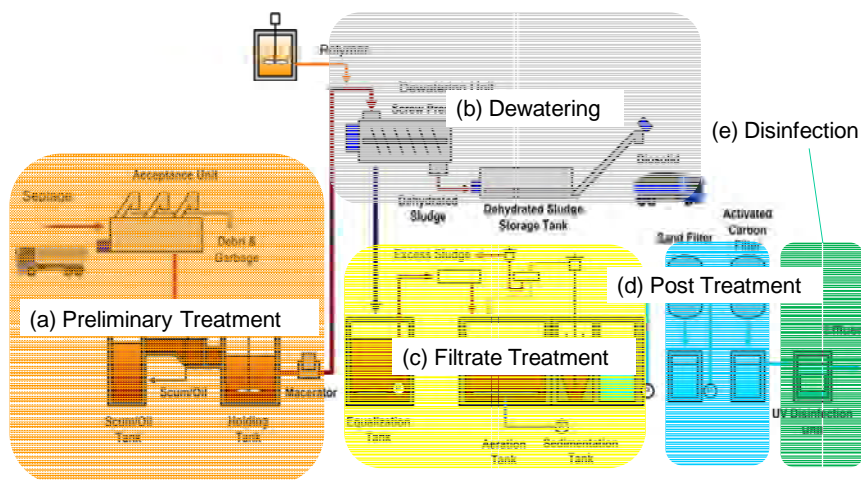 Polymer
Dewatering Unit
(b) Dewatering
Screw Press
(e) Disinfection
Biosolid
Acceptance Unit
Septage
Dehydrated
Sludge
Dehydrated Sludge
Storage Tank
Activated
Carbon
Filter
Sand Filter
Debri &
Garbage
Excess Sludge
(d) Post Treatment
(a) Preliminary Treatment
(c) Filtrate Treatment
Scum/Oil
Macerator
Scum/Oil
Tank
Holding
Tank
Equalization
Tank
Aeration
Tank
Sedimentation
Tank
UV Disinfection
Unit